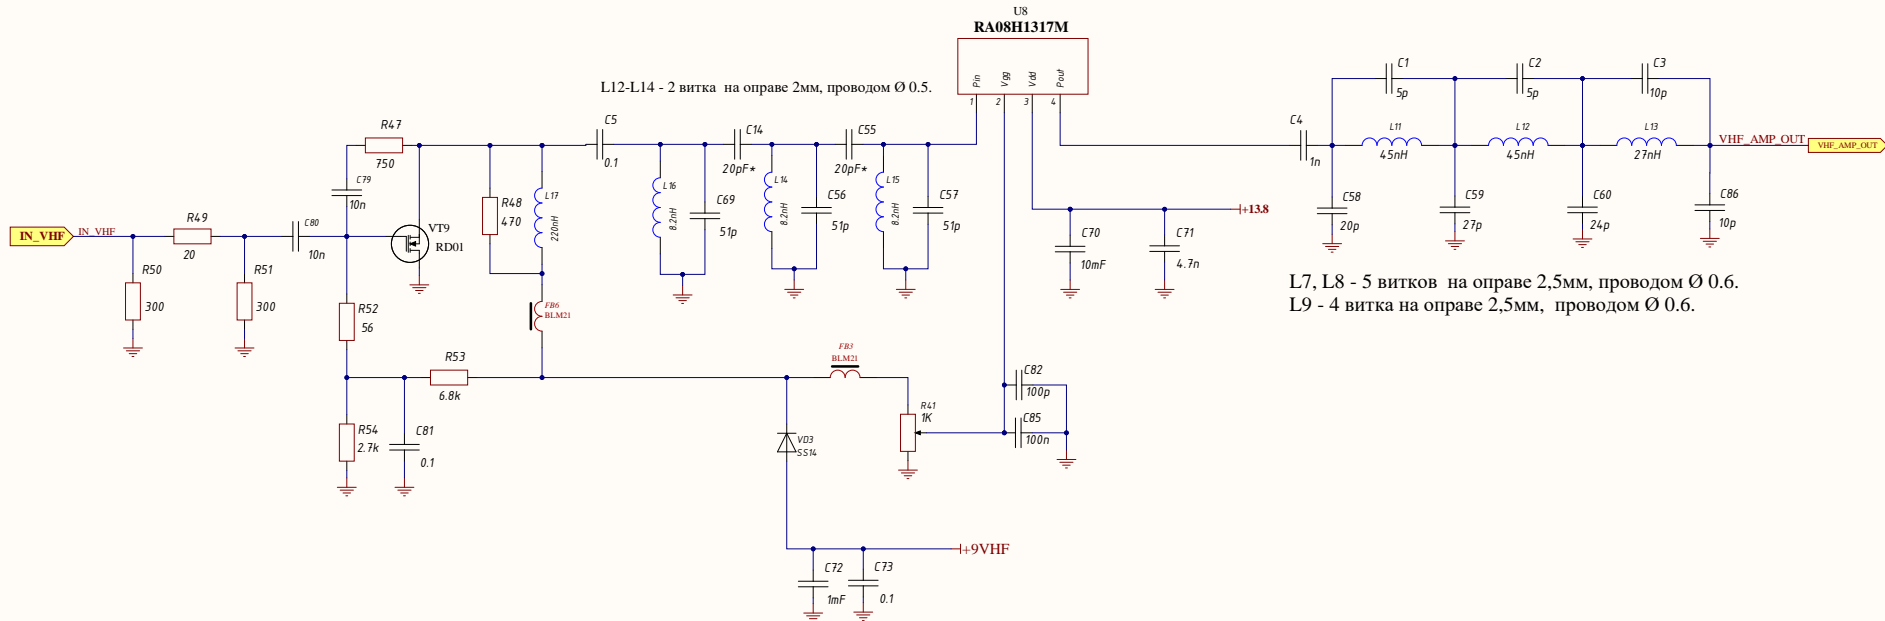 U8
RA08H1317M
Pin
Vgg
Vdd
Pout
1
2
3
4
L12-L14 - 2 витка на оправе 2мм, проводом Ø 0.5.
C1
5p
C2
5p
C3
10p
C4
1n
L11
45nH
L12
45nH
L13
27nH
VHF_AMP_OUT
VHF_AMP_OUT
C58
20p
C59
27p
C60
24p
C86
10p
R47
750
C79
10n
C5
0.1
C14
20pF*
C55
20pF*
L16
8.2nH
C69
51p
L14
8.2nH
C56
51p
L15
8.2nH
C57
51p
R48
470
L17
220nH
IN_VHF
IN_VHF
R49
20
C80
10n
VT9
RD01
R50
300
R51
300
+13.8
C70
10mF
C71
4.7n
L7, L8 - 5 витков на оправе 2,5мм, проводом Ø 0.6.
L9 - 4 витка на оправе 2,5мм, проводом Ø 0.6.
R52
56
FB6
BLM21
R53
6.8k
FB3
BLM21
C82
100p
R41
1K
C85
100n
R54
2.7k
C81
0.1
VD3
SS14
+9VHF
C72
1mF
C73
0.1